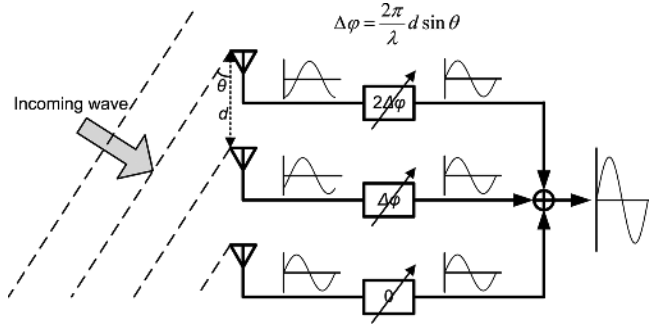 Δφ = 2π/λ d sin θ
θ
2Δφ
Incoming wave
d
Δφ
0